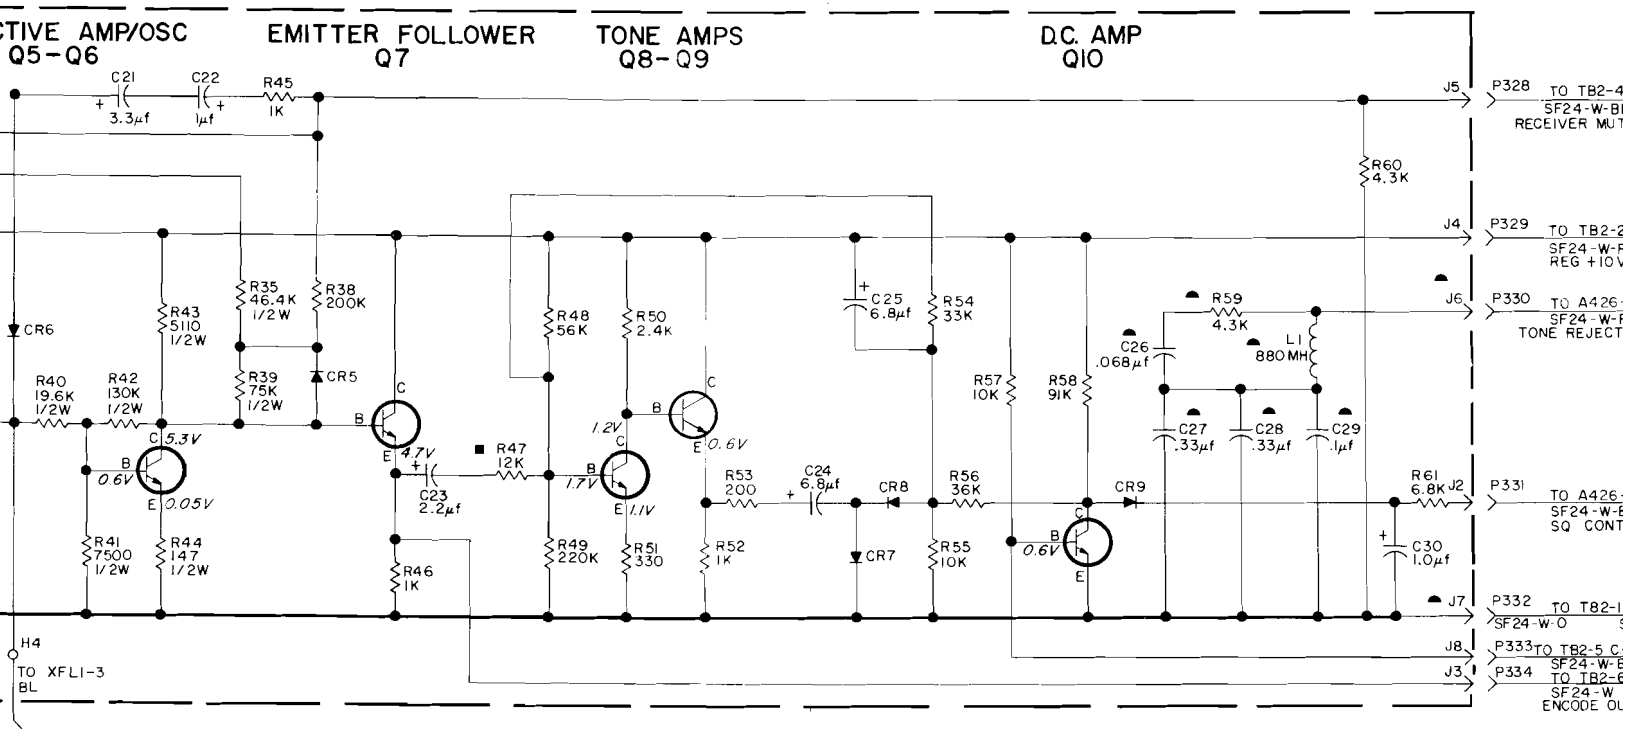 CTIVE AMP/OSC
Q5-Q6
EMITTER FOLLOWER
Q7
TONE AMPS
Q8-Q9
D.C. AMP
Q10
C21
+
3.3µf
C22
+
1µf
R45
1K
J5
P328
TO TB2-4
SF24-W-B
RECEIVER MUT
R60
4.3K
J4
P329
TO TB2-2
SF24-W-
REG +10V
J6
P330
TO A426-
SF24-W-
TONE REJECT
CR6
R43
5110
1/2W
R35
46.4K
1/2W
R38
200K
R39
75K
1/2W
CR5
R40
19.6K
1/2W
R42
130K
1/2W
C 5.3V
B
0.6V
E 0.05V
R41
7500
1/2W
R44
147
1/2W
C
B
E
4.7V
+
C23
2.2µf
R47
12K
R46
1K
R48
56K
R50
2.4K
R49
220K
1.2V
C
B
1.7V
E 1.1V
R51
330
C
B
E 0.6V
R53
200
R52
1K
C24
6.8µf
+
CR8
CR7
+
C25
6.8µf
R54
33K
R56
36K
R55
10K
R57
10K
R58
91K
C
B
0.6V
E
CR9
R59
4.3K
C26
.068µf
L1
880MH
C27
.33µf
C28
.33µf
C29
.1µf
R61
6.8K
J2
P331
TO A426-
SF24-W-
SQ CONT
+
C30
1.0µf
J7
P332
TO TB2-1
SF24-W-O
J8
P333
TO TB2-5 C
SF24-W-
J3
P334
TO TB2-6
SF24-W
ENCODE OU
H4
TO XFL1-3
BL